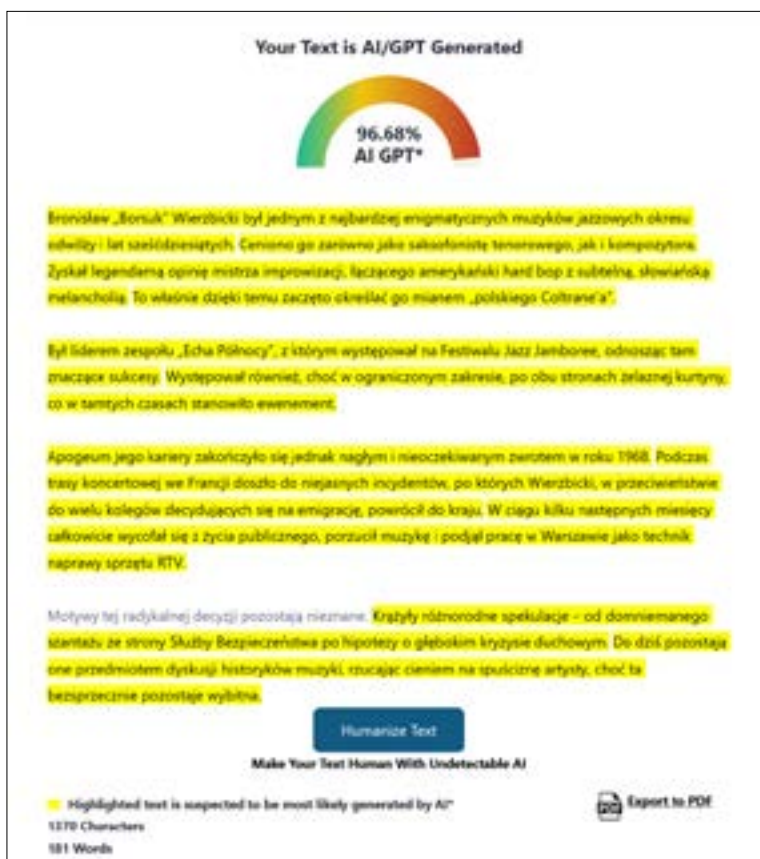 Your Text is AI/GPT Generated
96.68%
AI GPT*
Bronisław „Borsuk” Wierzbicki był jednym z najbardziej enigmatycznych muzyków jazzowych okresu
odwilży i lat sześćdziesiątych. Ceniono go zarówno jako saksofonistę tenorowego, jak i kompozytora.
Zyskał legendarną opinię mistrza improwizacji, łączącego amerykański hard bop z subtelną, słowiańską
melancholią. To właśnie dzięki temu zaczęto określać go mianem „polskiego Coltrane'a”.
Był liderem zespołu „Echa Północy”, z którym występował na Festiwalu Jazz Jamboree, odnosząc tam
znaczące sukcesy. Występował również, choć w ograniczonym zakresie, po obu stronach żelaznej kurtyny,
co w tamtych czasach stanowiło ewenement.
Apogeum jego kariery zakończyło się jednak nagłym i nieoczekiwanym zwrotem w roku 1968. Podczas
trasy koncertowej we Francji doszło do niejasnych incydentów, po których Wierzbicki, w przeciwieństwie
do wielu kolegów decydujących się na emigrację, powrócił do kraju. W ciągu kilku następnych miesięcy
całkowicie wycofał się z życia publicznego, porzucił muzykę i podjął pracę w Warszawie jako technik
naprawy sprzętu RTV.
Motywy tej radykalnej decyzji pozostają nieznane. Krążyły różnorodne spekulacje – od domniemanego
szantażu ze strony Służby Bezpieczeństwa po hipotezy o głębokim kryzysie duchowym. Do dziś pozostają
one przedmiotem dyskusji historyków muzyki, rzucając cieniem na spuściznę artysty, choć ta
bezsprzecznie pozostaje wybitna.
Humanize Text
Make Your Text Human With Undetectable AI
Highlighted text is suspected to be most likely generated by AI*
Export to PDF
1370 Characters
181 Words